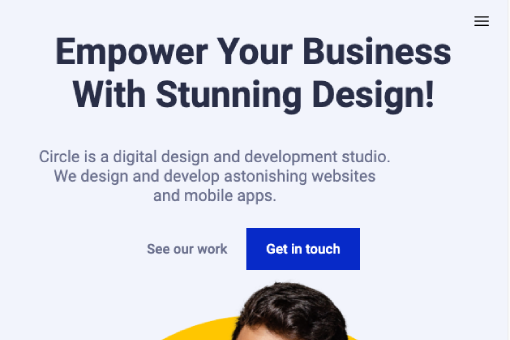 Empower Your Business
With Stunning Design!
Circle is a digital design and development studio.
We design and develop astonishing websites
and mobile apps.
See our work
Get in touch